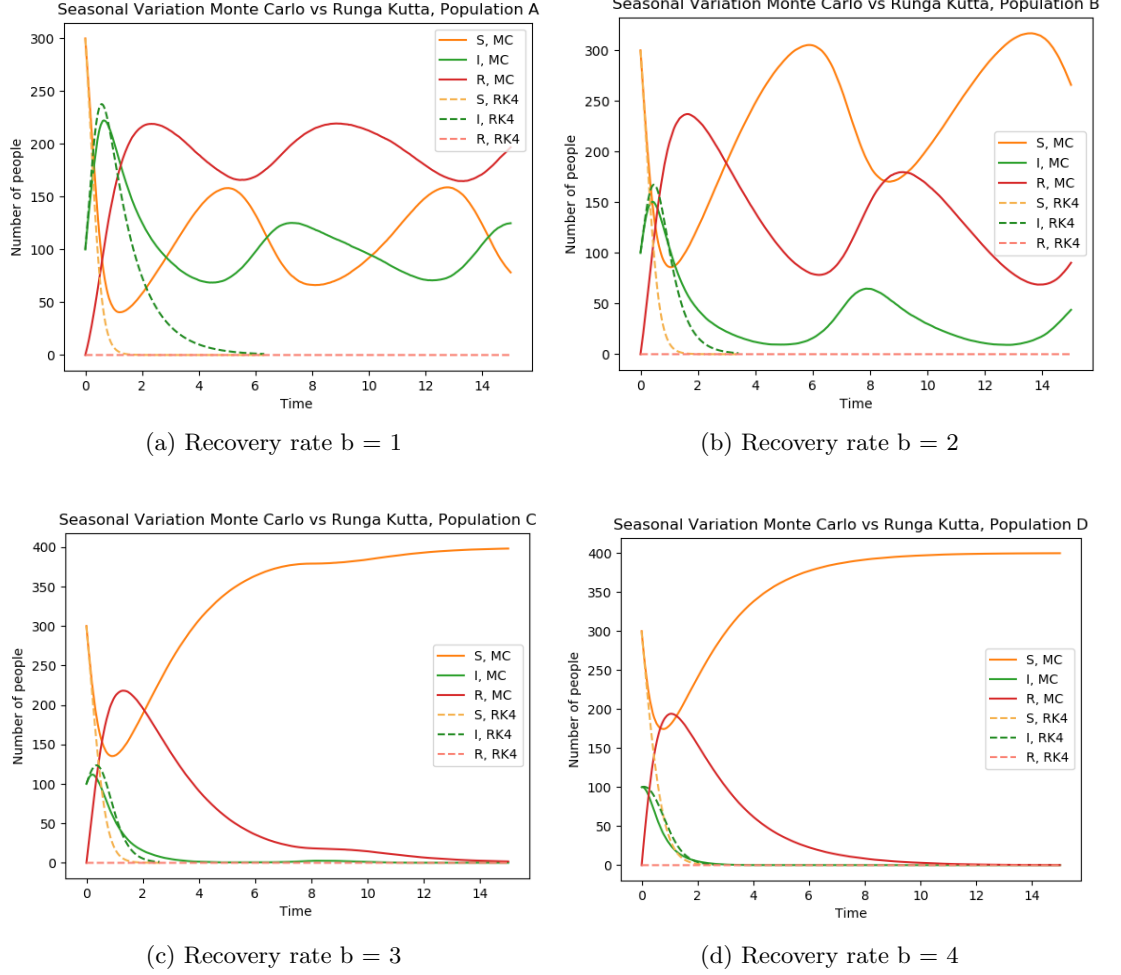 Seasonal Variation Monte Carlo vs Runga Kutta, Population A
Number of people
300
250
200
150
100
50
0
S, MC
I, MC
R, MC
S, RK4
I, RK4
R, RK4
0 2 4 6 8 10 12 14
Time
(a) Recovery rate b = 1
Seasonal Variation Monte Carlo vs Runga Kutta, Population B
Number of people
300
250
200
150
100
50
0
S, MC
I, MC
R, MC
S, RK4
I, RK4
R, RK4
0 2 4 6 8 10 12 14
Time
(b) Recovery rate b = 2
Seasonal Variation Monte Carlo vs Runga Kutta, Population C
Number of people
400
350
300
250
200
150
100
50
0
S, MC
I, MC
R, MC
S, RK4
I, RK4
R, RK4
0 2 4 6 8 10 12 14
Time
(c) Recovery rate b = 3
Seasonal Variation Monte Carlo vs Runga Kutta, Population D
Number of people
400
350
300
250
200
150
100
50
0
S, MC
I, MC
R, MC
S, RK4
I, RK4
R, RK4
0 2 4 6 8 10 12 14
Time
(d) Recovery rate b = 4